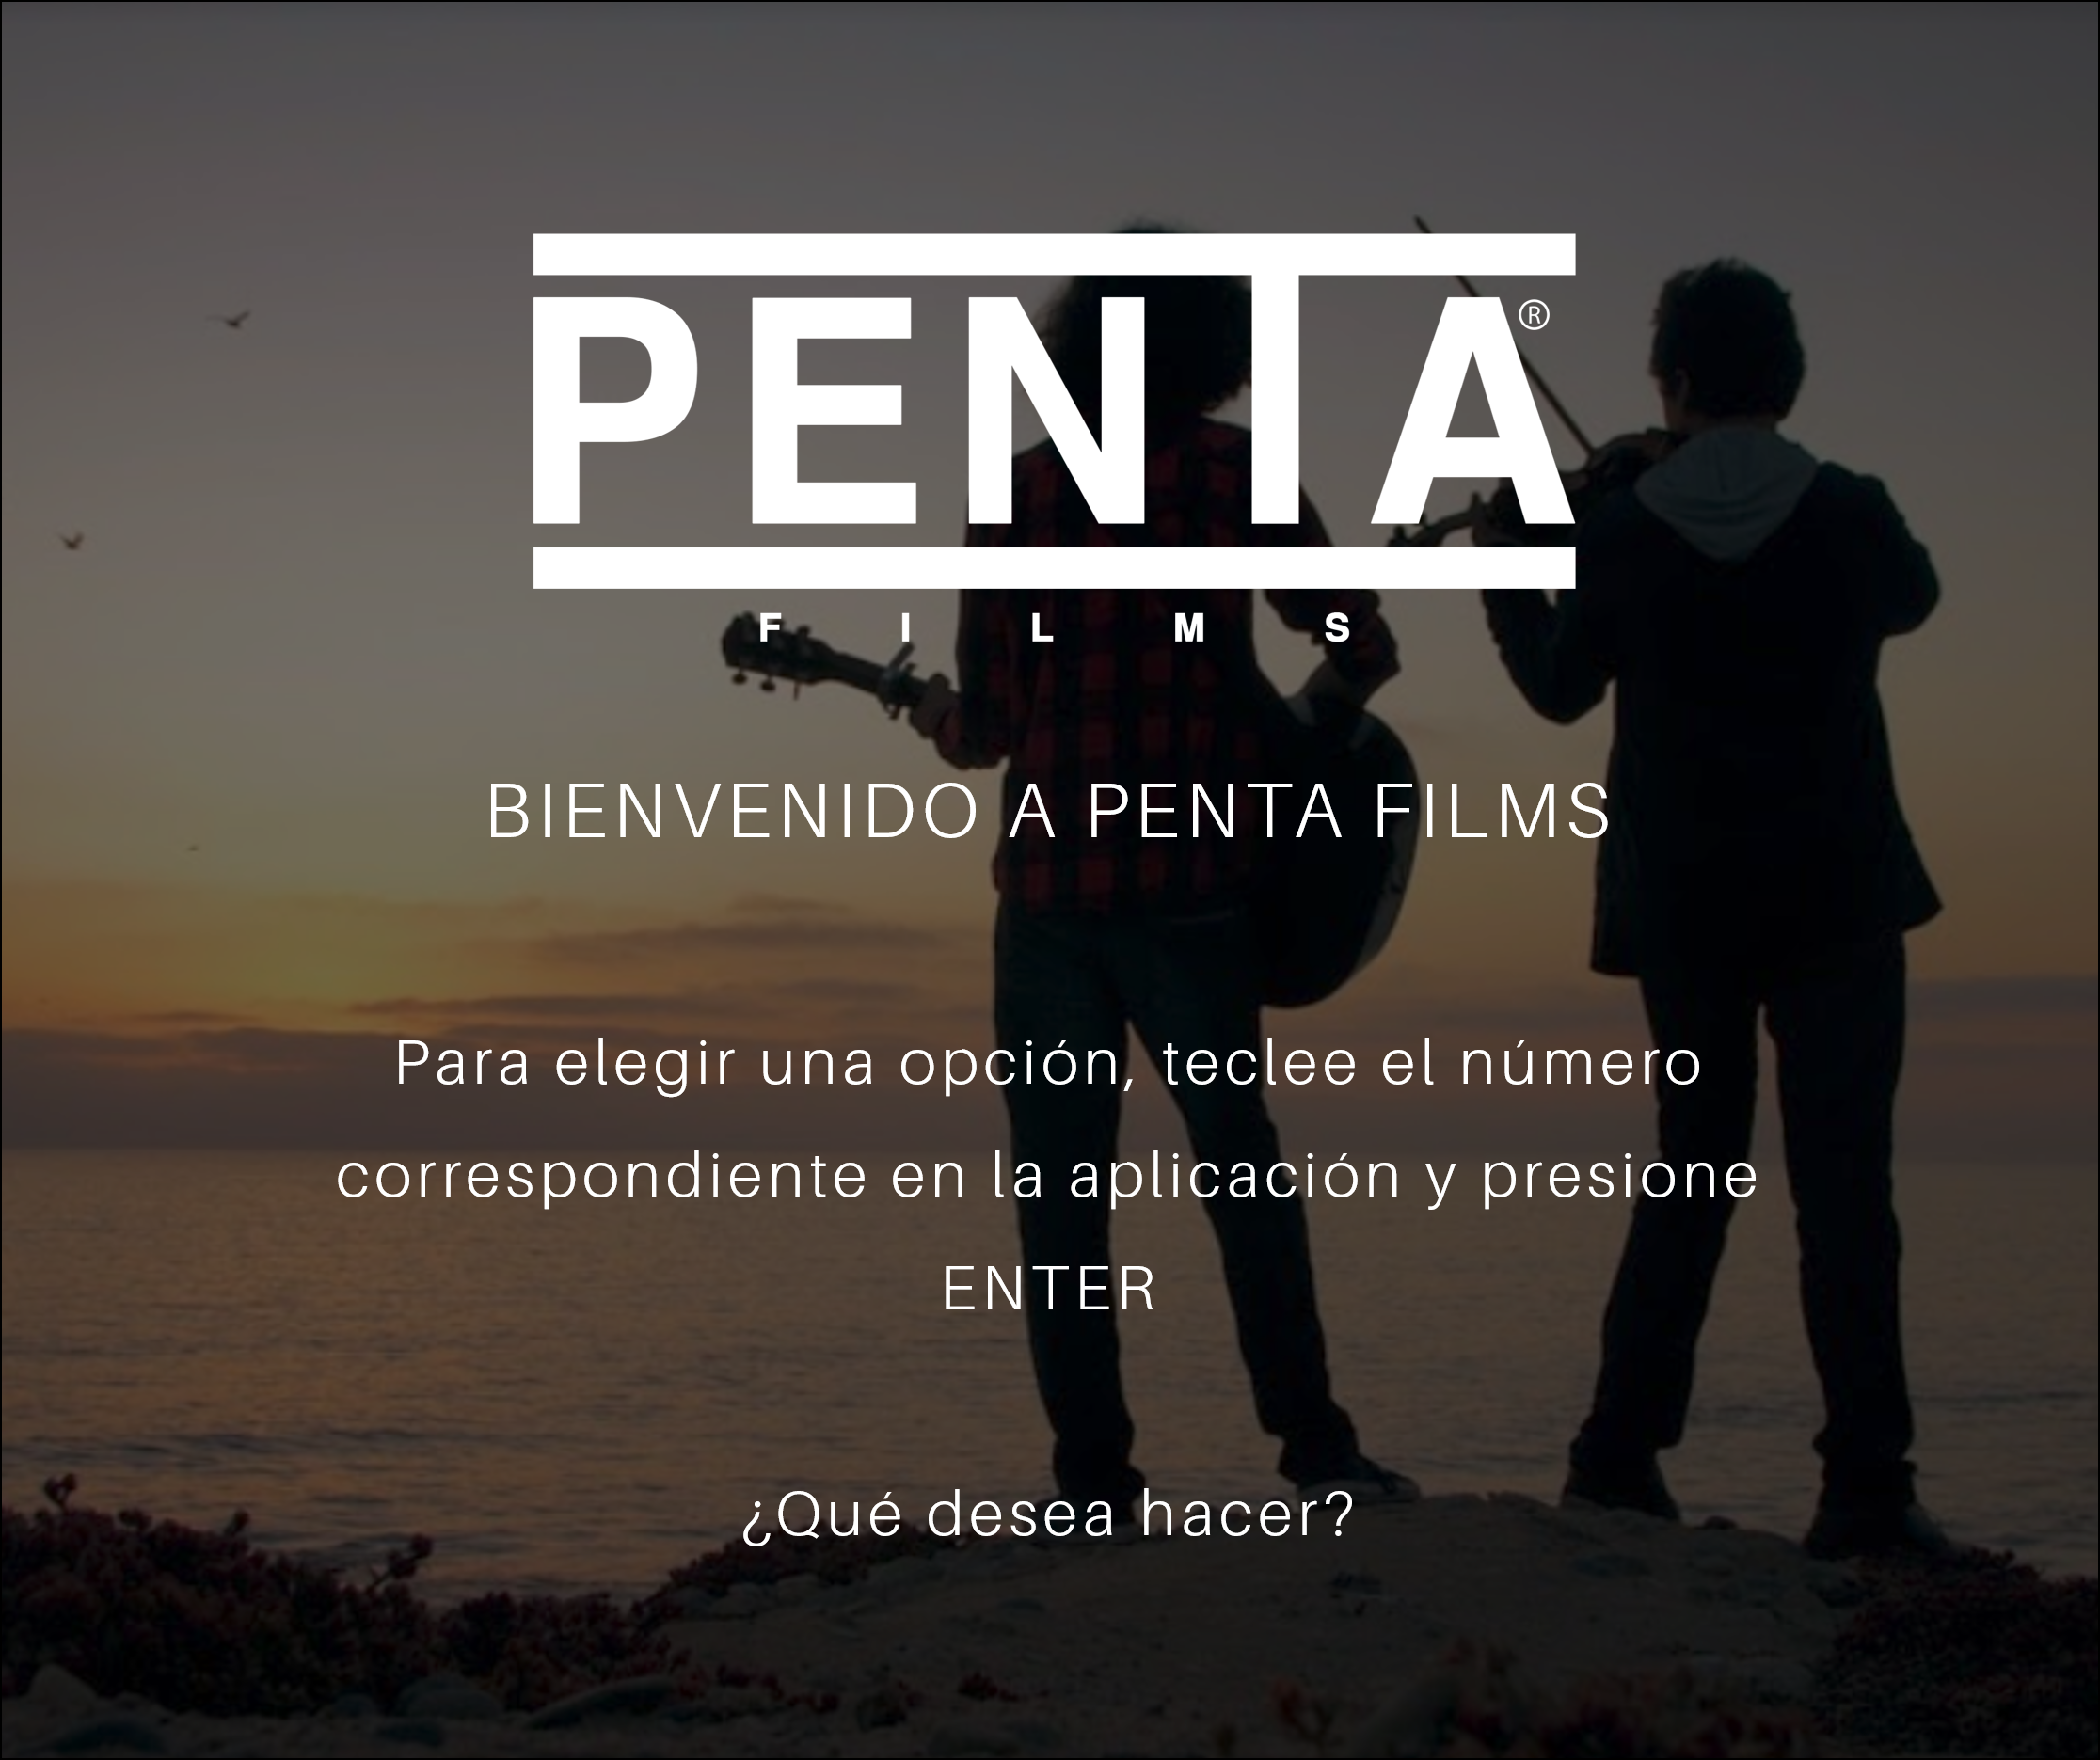 PENTA®
FILMS
BIENVENIDO A PENTA FILMS
Para elegir una opción, teclee el número
correspondiente en la aplicación y presione
ENTER
¿Qué desea hacer?